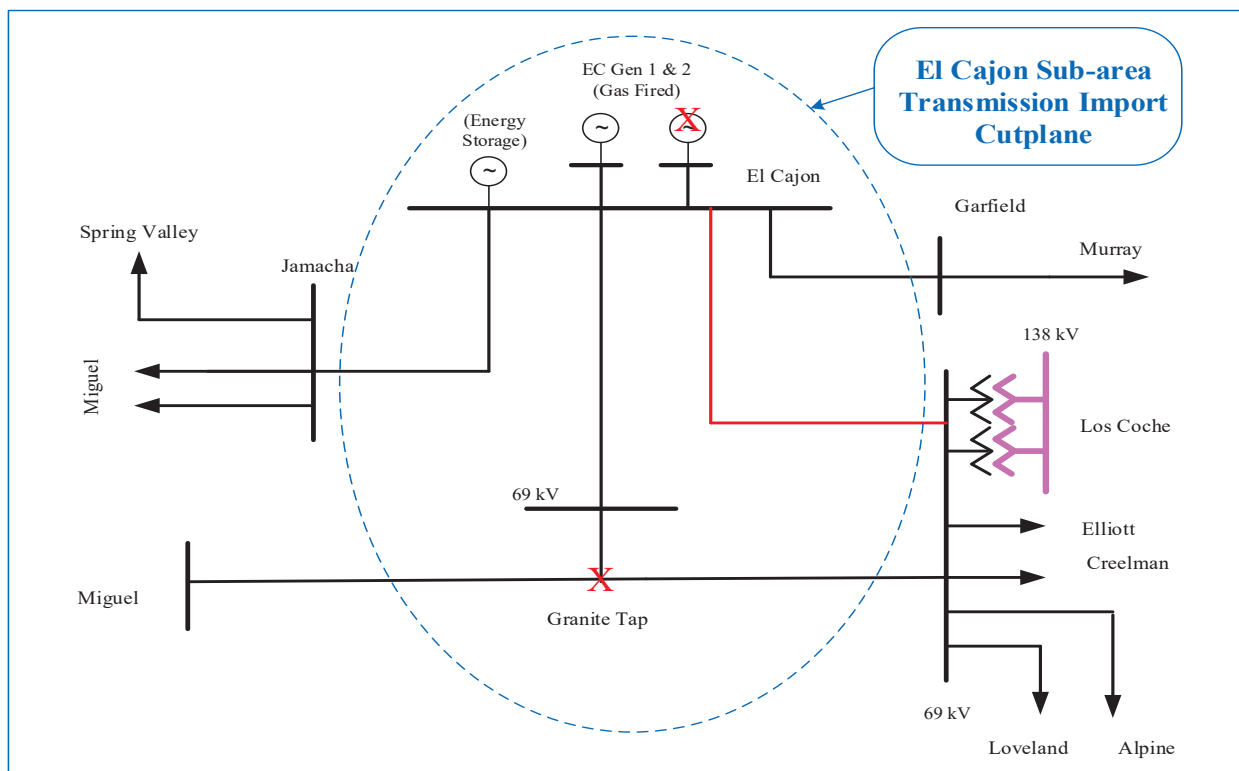 EC Gen 1 & 2
(Gas Fired)
El Cajon Sub-area
Transmission Import
Cutplane
(Energy
Storage)
~
~
~
X
El Cajon
Garfield
Spring Valley
Jamacha
Murray
138 kV
Miguel
Los Coche
69 kV
Elliott
Creelman
X
Miguel
Granite Tap
69 kV
Loveland
Alpine